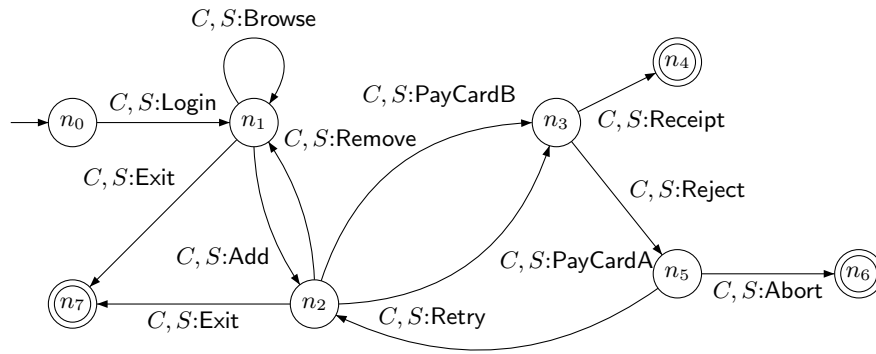 C, S:Browse
n₄
C, S:PayCardB
C, S:Login
n₀
n₁
n₃
C, S:Receipt
C, S:Remove
C, S:Exit
C, S:Reject
C, S:Add
C, S:PayCardA
n₅
n₆
C, S:Abort
n₇
n₂
C, S:Exit
C, S:Retry